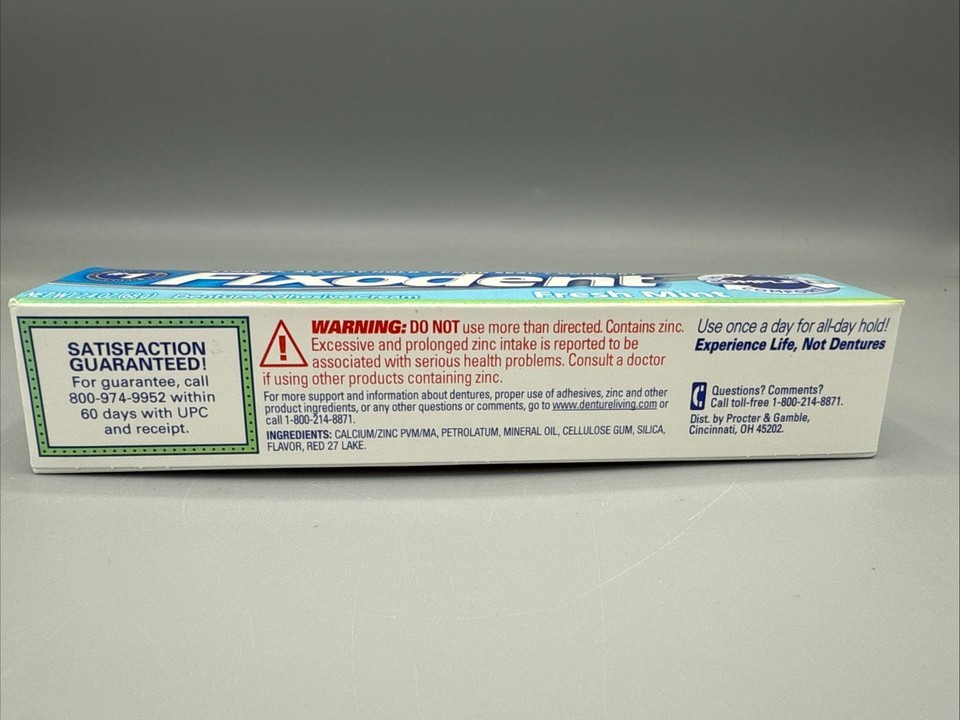 Fixodent
Denture Adhesive Cream
Fresh Mint
SATISFACTION
GUARANTEED!
For guarantee, call
800-974-9952 within
60 days with UPC
and receipt.
WARNING: DO NOT use more than directed. Contains zinc.
Excessive and prolonged zinc intake is reported to be
associated with serious health problems. Consult a doctor
if using other products containing zinc.
For more support and information about dentures, proper use of adhesives, zinc and other
product ingredients, or any other questions or comments, go to www.dentureliving.com or
call 1-800-214-8871.
INGREDIENTS: CALCIUM/ZINC PVM/MA, PETROLATUM, MINERAL OIL, CELLULOSE GUM, SILICA,
FLAVOR, RED 27 LAKE.
Use once a day for all-day hold!
Experience Life, Not Dentures
Questions? Comments?
Call toll-free 1-800-214-8871.
Dist. by Procter & Gamble,
Cincinnati, OH 45202.